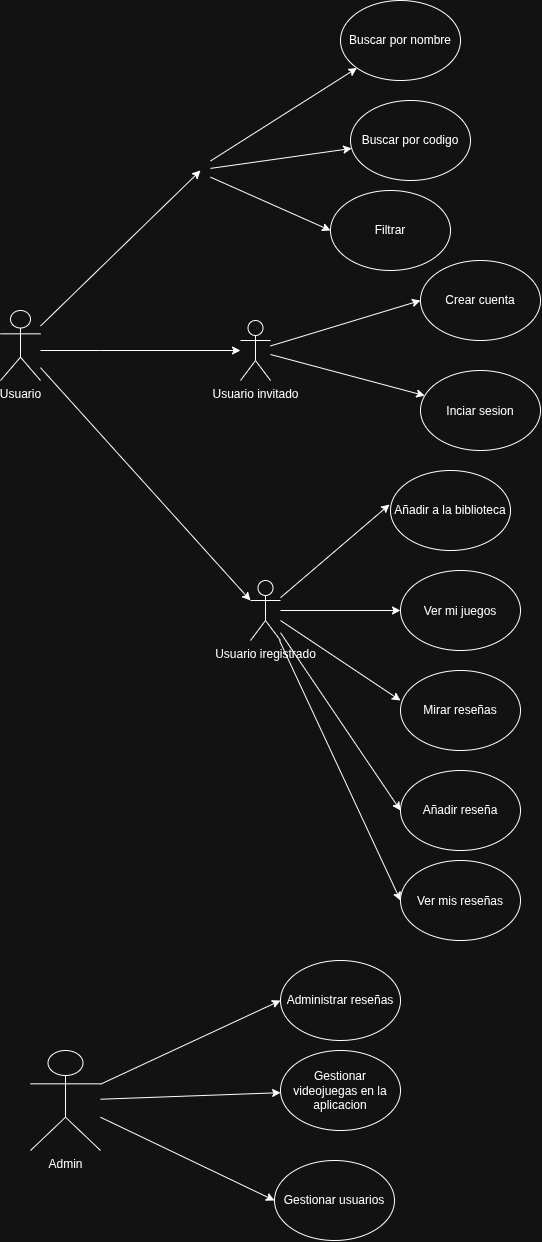 Buscar por nombre
Buscar por codigo
Filtrar
Crear cuenta
Usuario
Usuario invitado
Inciar sesion
Añadir a la biblioteca
Ver mi juegos
Usuario iregistrado
Mirar reseñas
Añadir reseña
Ver mis reseñas
Administrar reseñas
Gestionar
videojuegas en la
aplicacion
Admin
Gestionar usuarios